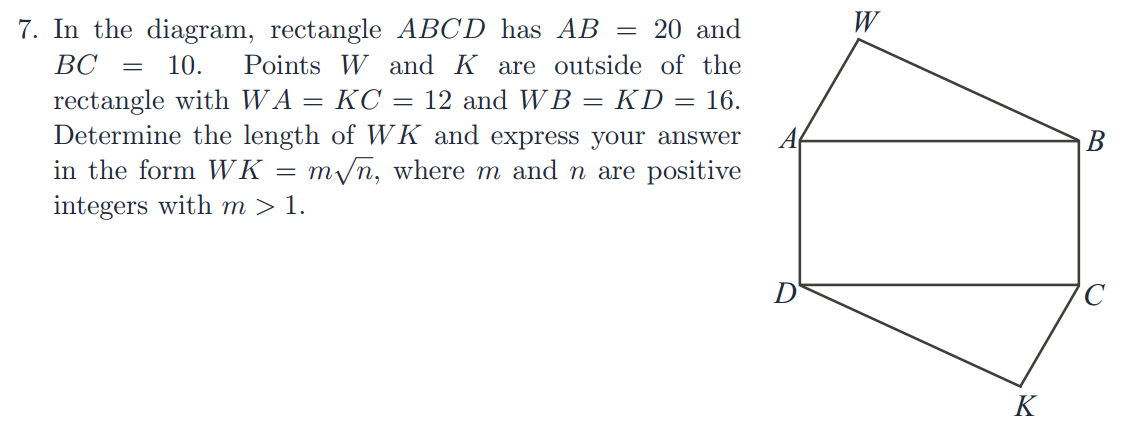 7. In the diagram, rectangle ABCD has AB = 20 and
BC = 10. Points W and K are outside of the
rectangle with WA = KC = 12 and WB = KD = 16.
Determine the length of WK and express your answer
in the form WK = m√n, where m and n are positive
integers with m > 1.
W
A
B
D
C
K